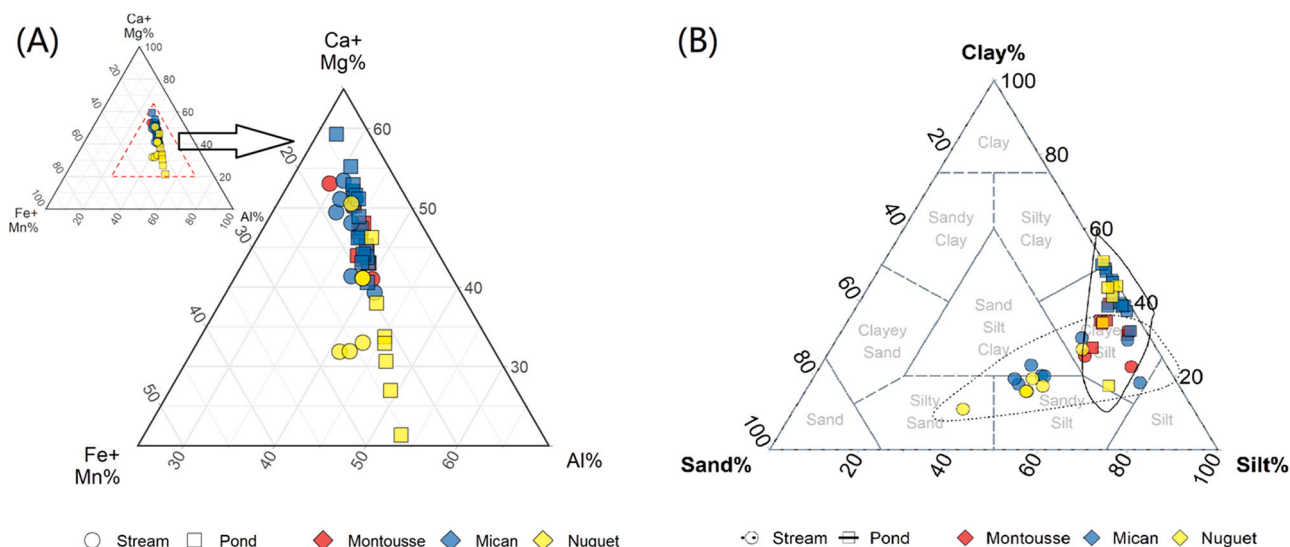 (A)
Ca+
Mg%
100
20
80
40
60
60
40
80
20
100
Fe+
Mn%
20
40
60
80
100
Al%
Ca+
Mg%
60
20
50
30
40
40
30
50
Fe+
Mn%
30
40
50
60
Al%
Stream
Pond
Montousse
Mican
Nuguet
(B)
Clay%
100
20
Clay
80
40
Sandy
Clay
Silty
Clay
60
60
Sand
Silt
Clay
40
Clayey
Sand
Clayey
Silt
80
20
Sand
Silty
Sand
Sandy
Silt
Silt
100
Sand%
20
40
60
80
100
Silt%
Stream
Pond
Montousse
Mican
Nuguet